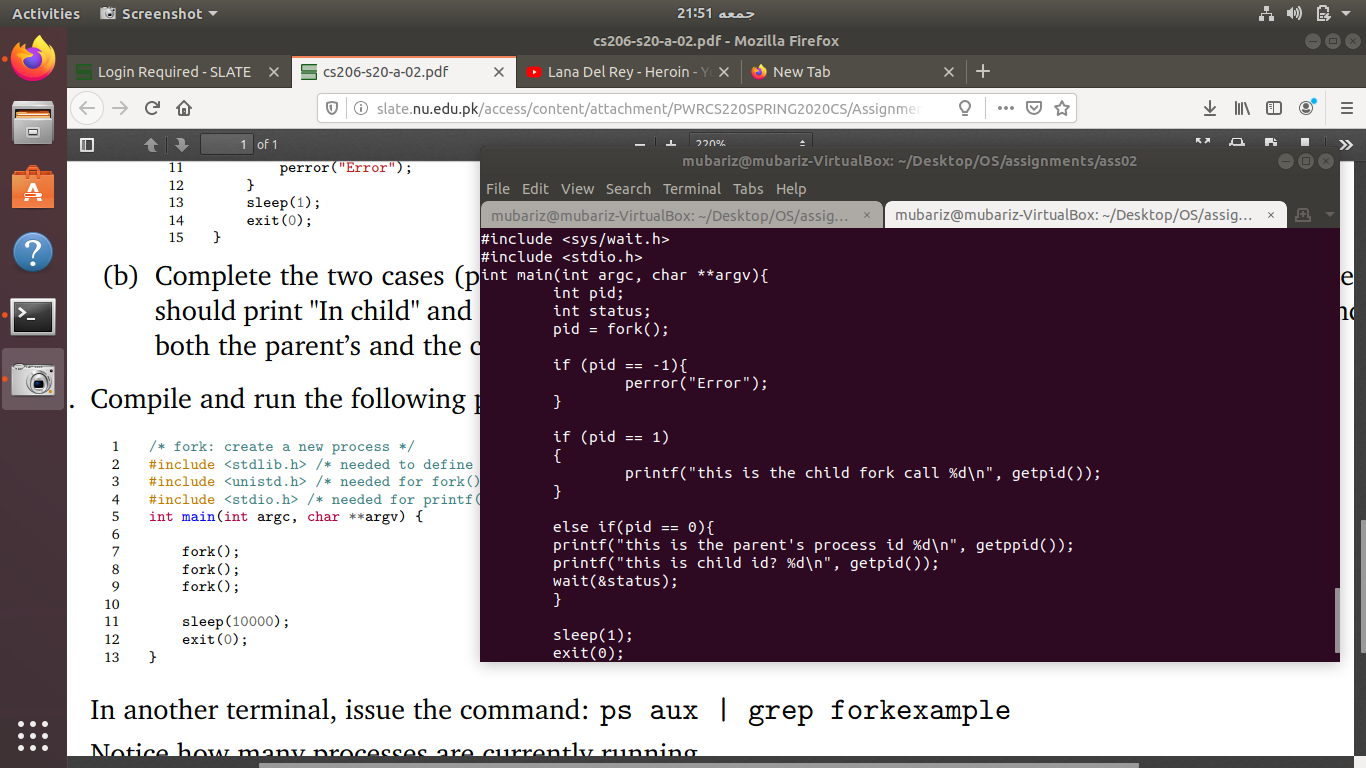 Activities
Screenshot
21:51 جمعه
cs206-s20-a-02.pdf - Mozilla Firefox
Login Required - SLATE
cs206-s20-a-02.pdf
Lana Del Rey - Heroin - Y
New Tab
slate.nu.edu.pk/access/content/attachment/PWRCS220SPRING2020CS/Assignme
1 of 1
220%
11 perror("Error");
12 }
13 sleep(1);
14 exit(0);
15 }
(b) Complete the two cases (p
should print "In child" and
both the parent's and the c
. Compile and run the following p
1 /* fork: create a new process */
2 #include <stdlib.h> /* needed to define
3 #include <unistd.h> /* needed for fork()
4 #include <stdio.h> /* needed for printf(
5 int main(int argc, char **argv) {
6
7 fork();
8 fork();
9 fork();
10
11 sleep(10000);
12 exit(0);
13 }
In another terminal, issue the command: ps aux | grep forkexample
Notice how many processes are currently running
mubariz@mubariz-VirtualBox: ~/Desktop/OS/assignments/ass02
File Edit View Search Terminal Tabs Help
mubariz@mubariz-VirtualBox: ~/Desktop/OS/assig...
mubariz@mubariz-VirtualBox: ~/Desktop/OS/assig...
#include <sys/wait.h>
#include <stdio.h>
int main(int argc, char **argv){
int pid;
int status;
pid = fork();
if (pid == -1){
perror("Error");
}
if (pid == 1)
{
printf("this is the child fork call %d\n", getpid());
}
else if(pid == 0){
printf("this is the parent's process id %d\n", getppid());
printf("this is child id? %d\n", getpid());
wait(&status);
}
sleep(1);
exit(0);